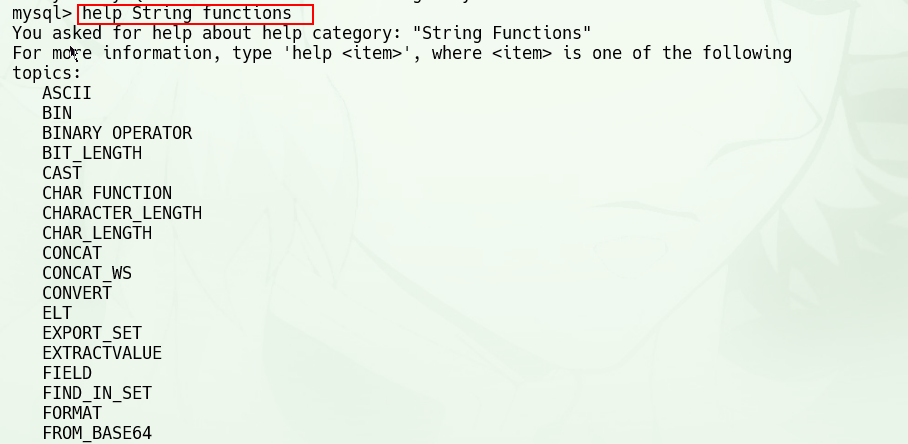 mysql> help String functions
You asked for help about help category: "String Functions"
For more information, type 'help <item>', where <item> is one of the following
topics:
ASCII
BIN
BINARY OPERATOR
BIT_LENGTH
CAST
CHAR FUNCTION
CHARACTER_LENGTH
CHAR_LENGTH
CONCAT
CONCAT_WS
CONVERT
ELT
EXPORT_SET
EXTRACTVALUE
FIELD
FIND_IN_SET
FORMAT
FROM_BASE64